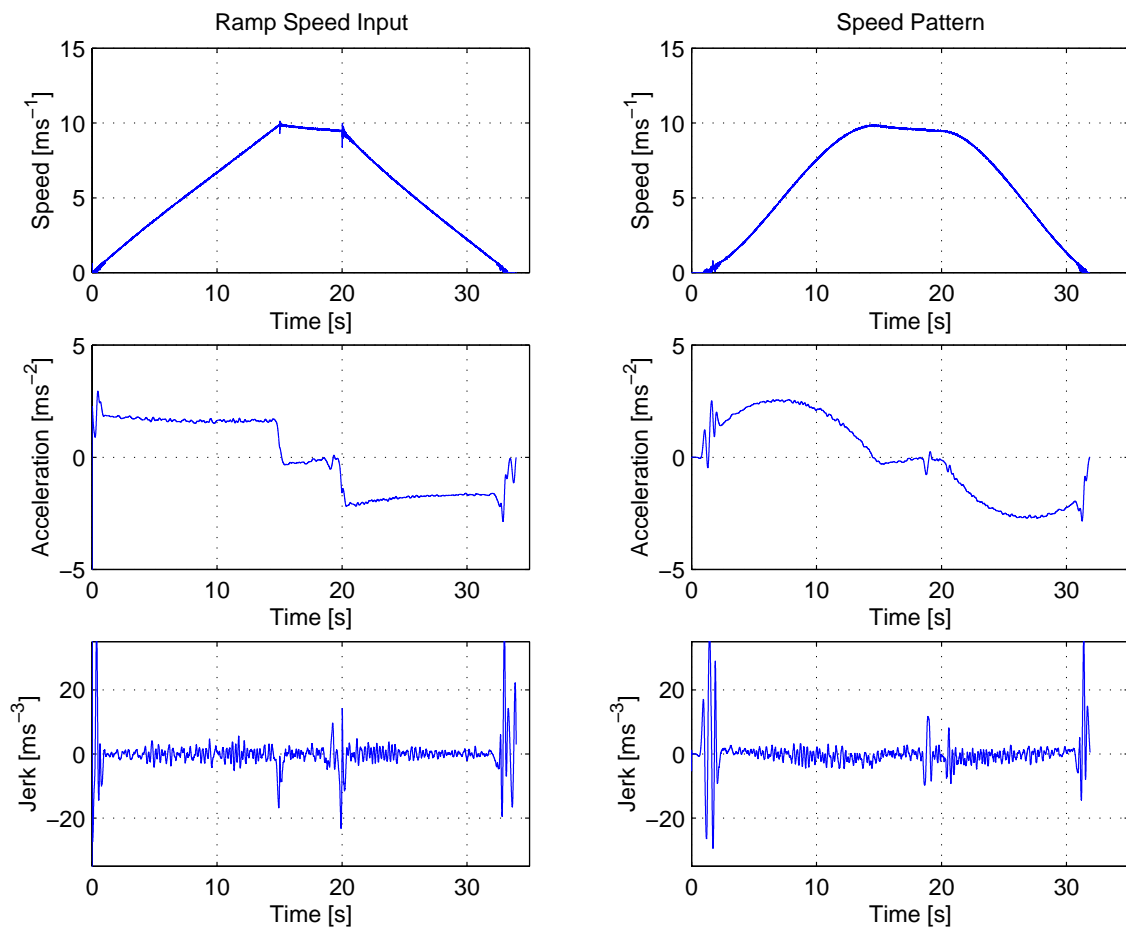 Ramp Speed Input
Speed Pattern
15
10
5
0
Speed [ms⁻¹]
0 10 20 30
Time [s]
15
10
5
0
Speed [ms⁻¹]
0 10 20 30
Time [s]
5
0
−5
Acceleration [ms⁻²]
0 10 20 30
Time [s]
5
0
−5
Acceleration [ms⁻²]
0 10 20 30
Time [s]
20
0
−20
Jerk [ms⁻³]
0 10 20 30
Time [s]
20
0
−20
Jerk [ms⁻³]
0 10 20 30
Time [s]